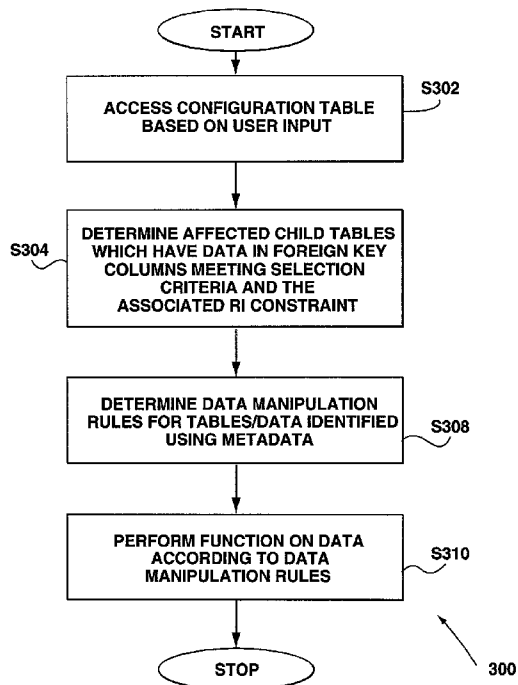 START
S302
ACCESS CONFIGURATION TABLE
BASED ON USER INPUT
S304
DETERMINE AFFECTED CHILD TABLES
WHICH HAVE DATA IN FOREIGN KEY
COLUMNS MEETING SELECTION
CRITERIA AND THE
ASSOCIATED RI CONSTRAINT
DETERMINE DATA MANIPULATION
RULES FOR TABLES/DATA IDENTIFIED
USING METADATA
S308
PERFORM FUNCTION ON DATA
ACCORDING TO DATA
MANIPULATION RULES
S310
STOP
300